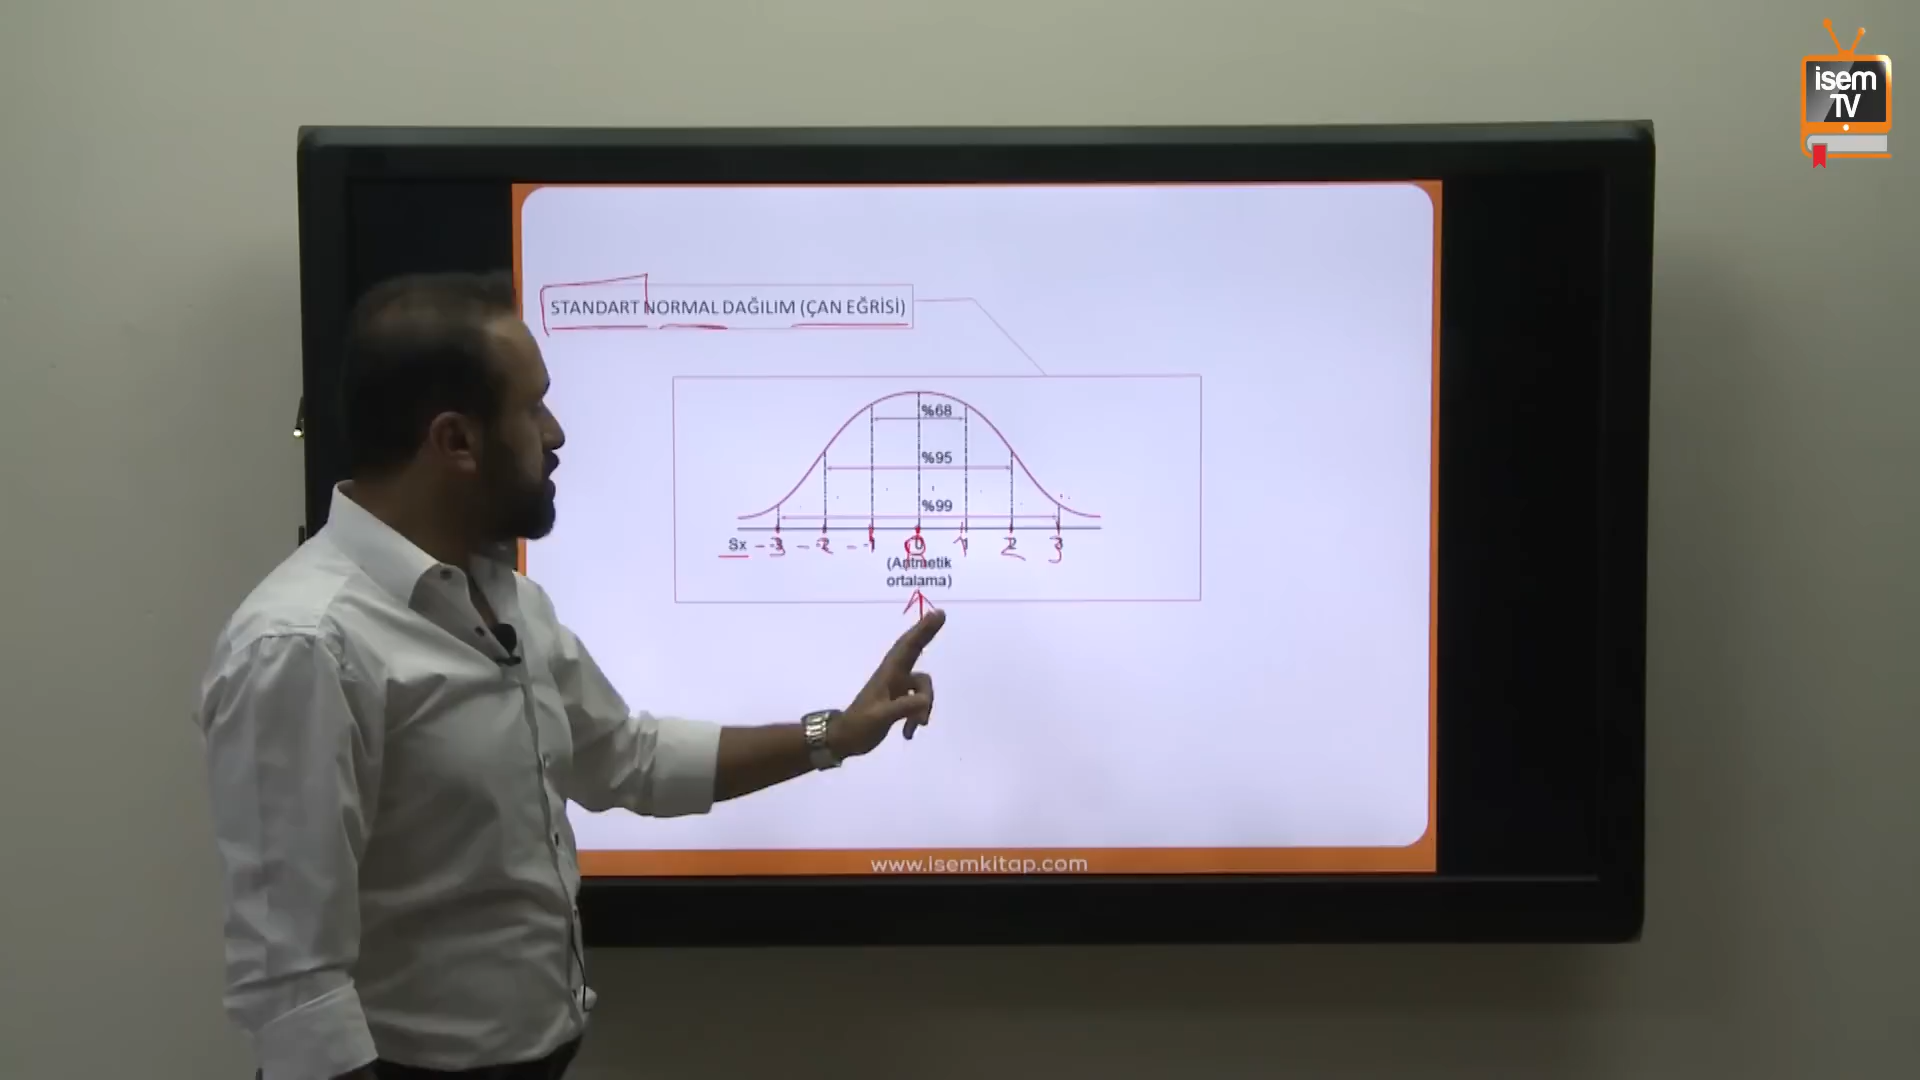 isem
TV
STANDART NORMAL DAĞILIM (ÇAN EĞRİSİ)
%68
%95
%99
Sx -3 -2 -1 0 1 2 3
(Aritmetik
ortalama)
www.isemkitap.com